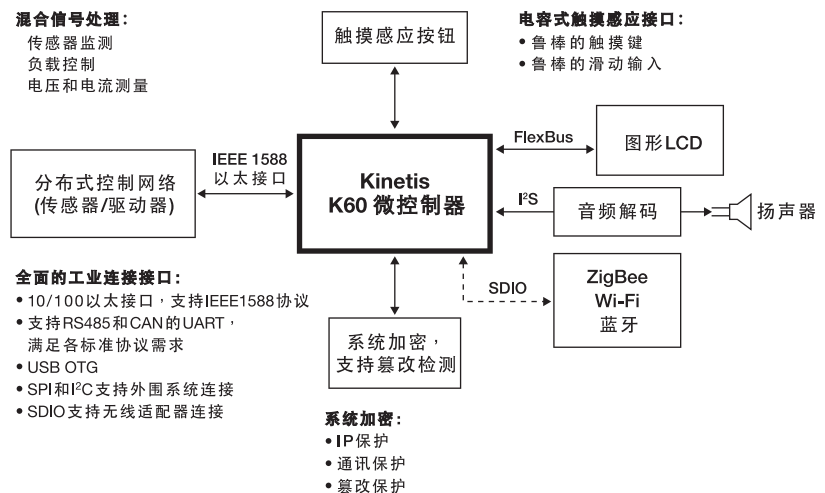 混合信号处理：
传感器监测
负载控制
电压和电流测量
触摸感应按钮
电容式触摸感应接口：
• 鲁棒的触摸键
• 鲁棒的滑动输入
分布式控制网络
(传感器/驱动器)
IEEE 1588
以太接口
Kinetis
K60 微控制器
FlexBus
图形LCD
I²S
音频解码
扬声器
SDIO
ZigBee
Wi-Fi
蓝牙
全面的工业连接接口：
• 10/100以太接口，支持IEEE1588协议
• 支持RS485和CAN的UART，
满足各标准协议需求
• USB OTG
• SPI和I²C支持外围系统连接
• SDIO支持无线适配器连接
系统加密，
支持篡改检测
系统加密：
• IP保护
• 通讯保护
• 篡改保护